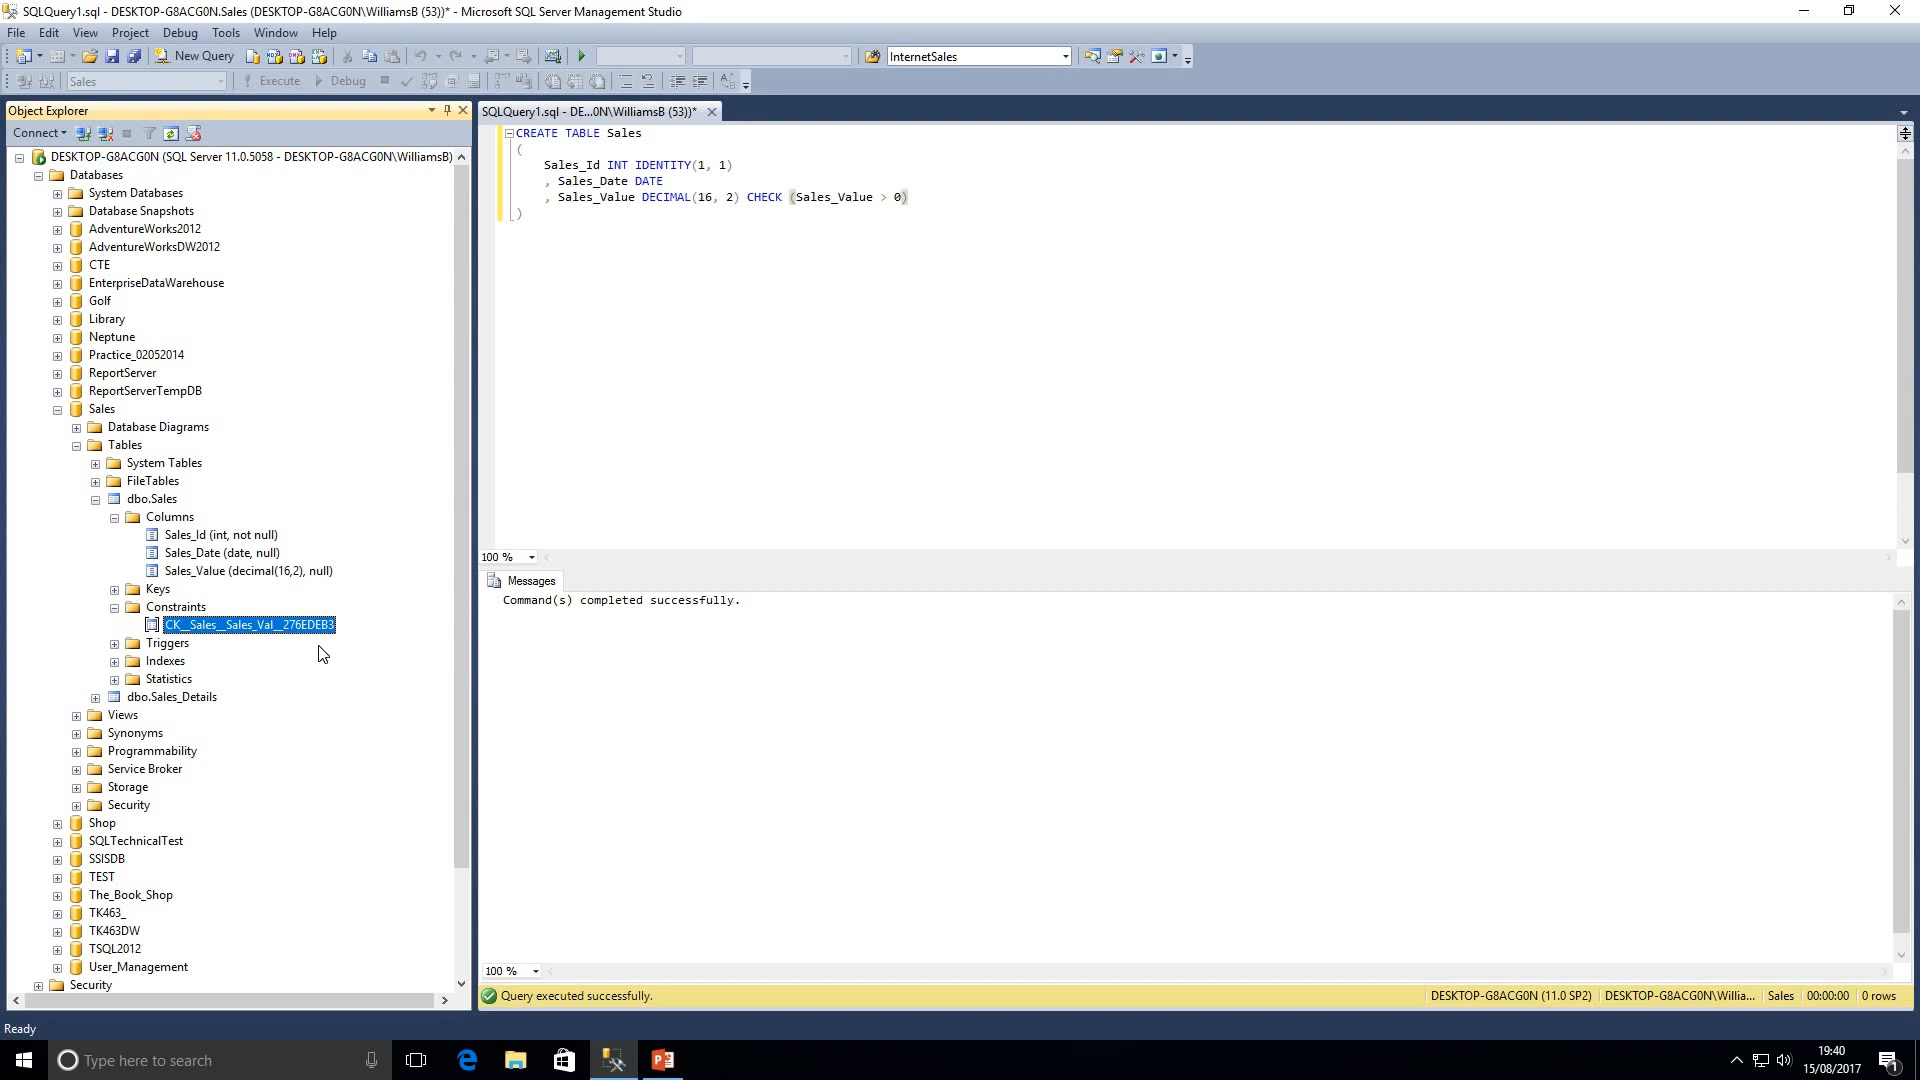 SQLQuery1.sql - DESKTOP-G8ACG0N.Sales (DESKTOP-G8ACG0N\WilliamsB (53))* - Microsoft SQL Server Management Studio
File Edit View Project Debug Tools Window Help
New Query InternetSales
Sales Execute Debug
Object Explorer
Connect
DESKTOP-G8ACG0N (SQL Server 11.0.5058 - DESKTOP-G8ACG0N\WilliamsB)
Databases
System Databases
Database Snapshots
AdventureWorks2012
AdventureWorksDW2012
CTE
EnterpriseDataWarehouse
Golf
Library
Neptune
Practice_02052014
ReportServer
ReportServerTempDB
Sales
Database Diagrams
Tables
System Tables
FileTables
dbo.Sales
Columns
Sales_Id (int, not null)
Sales_Date (date, null)
Sales_Value (decimal(16,2), null)
Keys
Constraints
CK__Sales__Sales_Val__276EDEB3
Triggers
Indexes
Statistics
dbo.Sales_Details
Views
Synonyms
Programmability
Service Broker
Storage
Security
Shop
SQLTechnicalTest
SSISDB
TEST
The_Book_Shop
TK463_
TK463DW
TSQL2012
User_Management
Security
SQLQuery1.sql - DE...0N\WilliamsB (53))*
CREATE TABLE Sales
(
Sales_Id INT IDENTITY(1, 1)
, Sales_Date DATE
, Sales_Value DECIMAL(16, 2) CHECK (Sales_Value > 0)
)
100 %
Messages
Command(s) completed successfully.
100 %
Query executed successfully. DESKTOP-G8ACG0N (11.0 SP2) DESKTOP-G8ACG0N\Willia... Sales 00:00:00 0 rows
Ready
Type here to search
19:40
15/08/2017
1